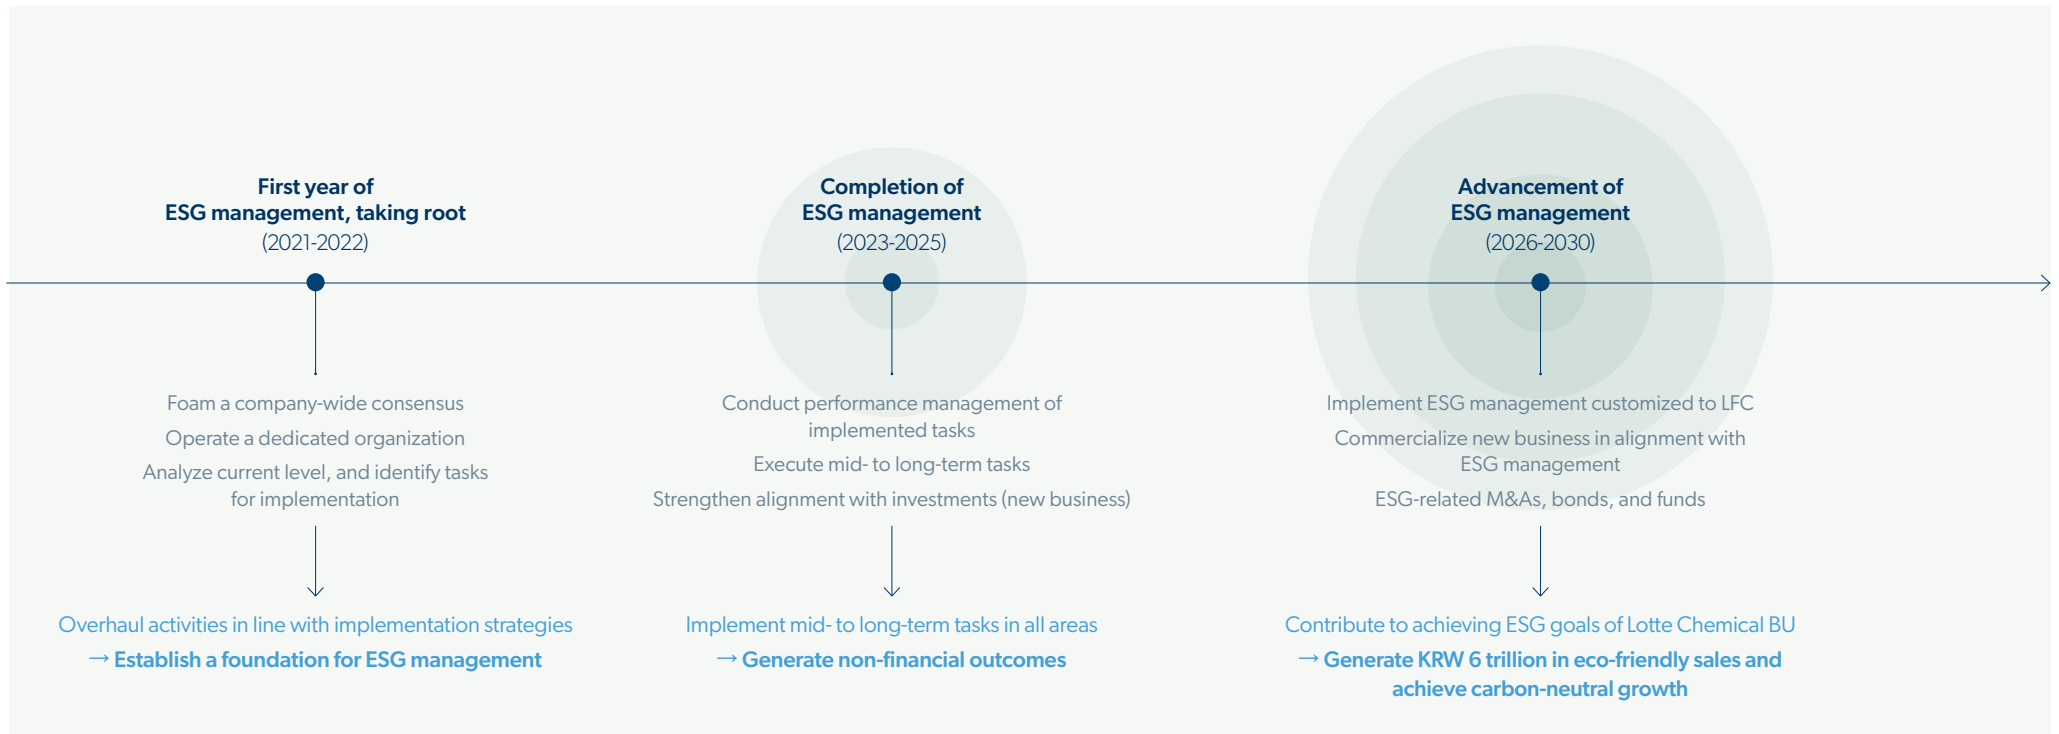 First year of
ESG management, taking root
(2021-2022)
Foam a company-wide consensus
Operate a dedicated organization
Analyze current level, and identify tasks
for implementation
Overhaul activities in line with implementation strategies
→ Establish a foundation for ESG management
Completion of
ESG management
(2023-2025)
Conduct performance management of
implemented tasks
Execute mid- to long-term tasks
Strengthen alignment with investments (new business)
Implement mid- to long-term tasks in all areas
→ Generate non-financial outcomes
Advancement of
ESG management
(2026-2030)
Implement ESG management customized to LFC
Commercialize new business in alignment with
ESG management
ESG-related M&As, bonds, and funds
Contribute to achieving ESG goals of Lotte Chemical BU
→ Generate KRW 6 trillion in eco-friendly sales and
achieve carbon-neutral growth